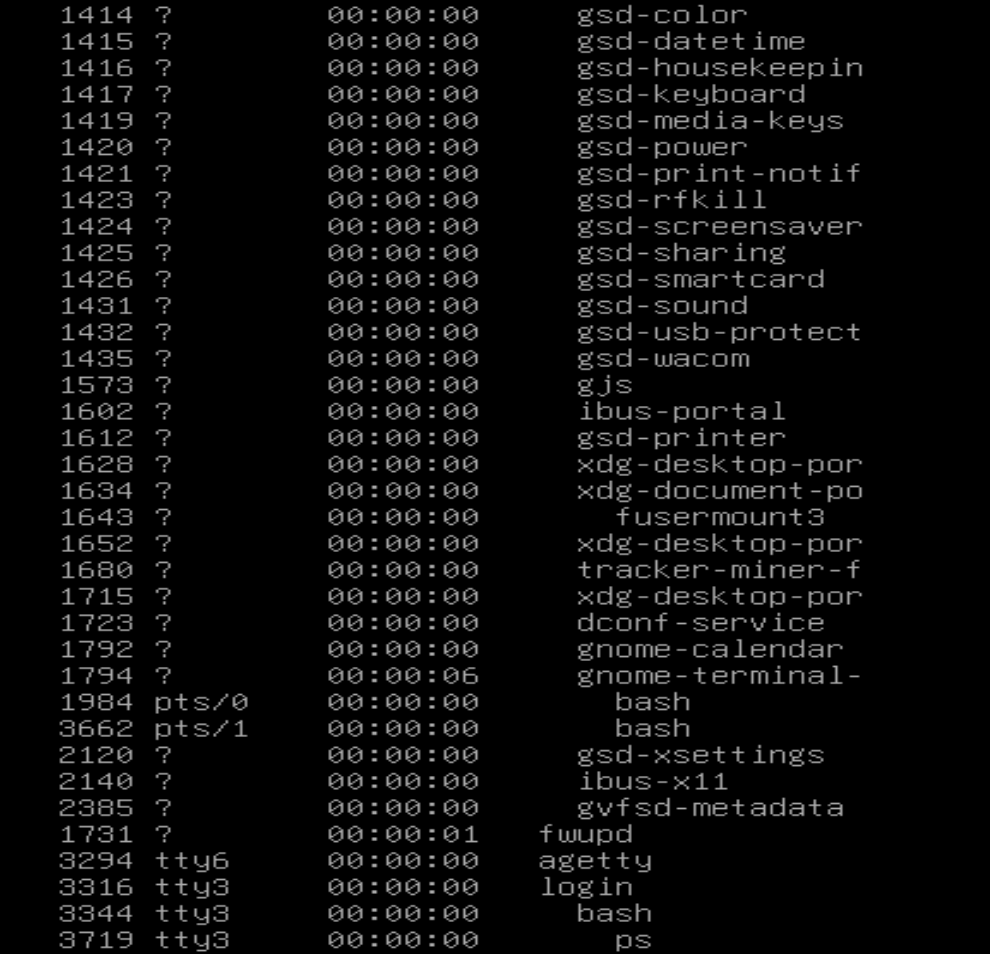 1414 ?        00:00:00     gsd-color
1415 ?        00:00:00     gsd-datetime
1416 ?        00:00:00     gsd-housekeepin
1417 ?        00:00:00     gsd-keyboard
1419 ?        00:00:00     gsd-media-keys
1420 ?        00:00:00     gsd-power
1421 ?        00:00:00     gsd-print-notif
1423 ?        00:00:00     gsd-rfkill
1424 ?        00:00:00     gsd-screensaver
1425 ?        00:00:00     gsd-sharing
1426 ?        00:00:00     gsd-smartcard
1431 ?        00:00:00     gsd-sound
1432 ?        00:00:00     gsd-usb-protect
1435 ?        00:00:00     gsd-wacom
1573 ?        00:00:00     gjs
1602 ?        00:00:00     ibus-portal
1612 ?        00:00:00     gsd-printer
1628 ?        00:00:00     xdg-desktop-por
1634 ?        00:00:00     xdg-document-po
1643 ?        00:00:00       fusermount3
1652 ?        00:00:00     xdg-desktop-por
1680 ?        00:00:00     tracker-miner-f
1715 ?        00:00:00     xdg-desktop-por
1723 ?        00:00:00     dconf-service
1792 ?        00:00:00     gnome-calendar
1794 ?        00:00:06     gnome-terminal-
1984 pts/0    00:00:00       bash
3662 pts/1    00:00:00       bash
2120 ?        00:00:00     gsd-xsettings
2140 ?        00:00:00     ibus-x11
2385 ?        00:00:00     gvfsd-metadata
1731 ?        00:00:01   fwupd
3294 tty6     00:00:00   agetty
3316 tty3     00:00:00   login
3344 tty3     00:00:00     bash
3719 tty3     00:00:00       ps